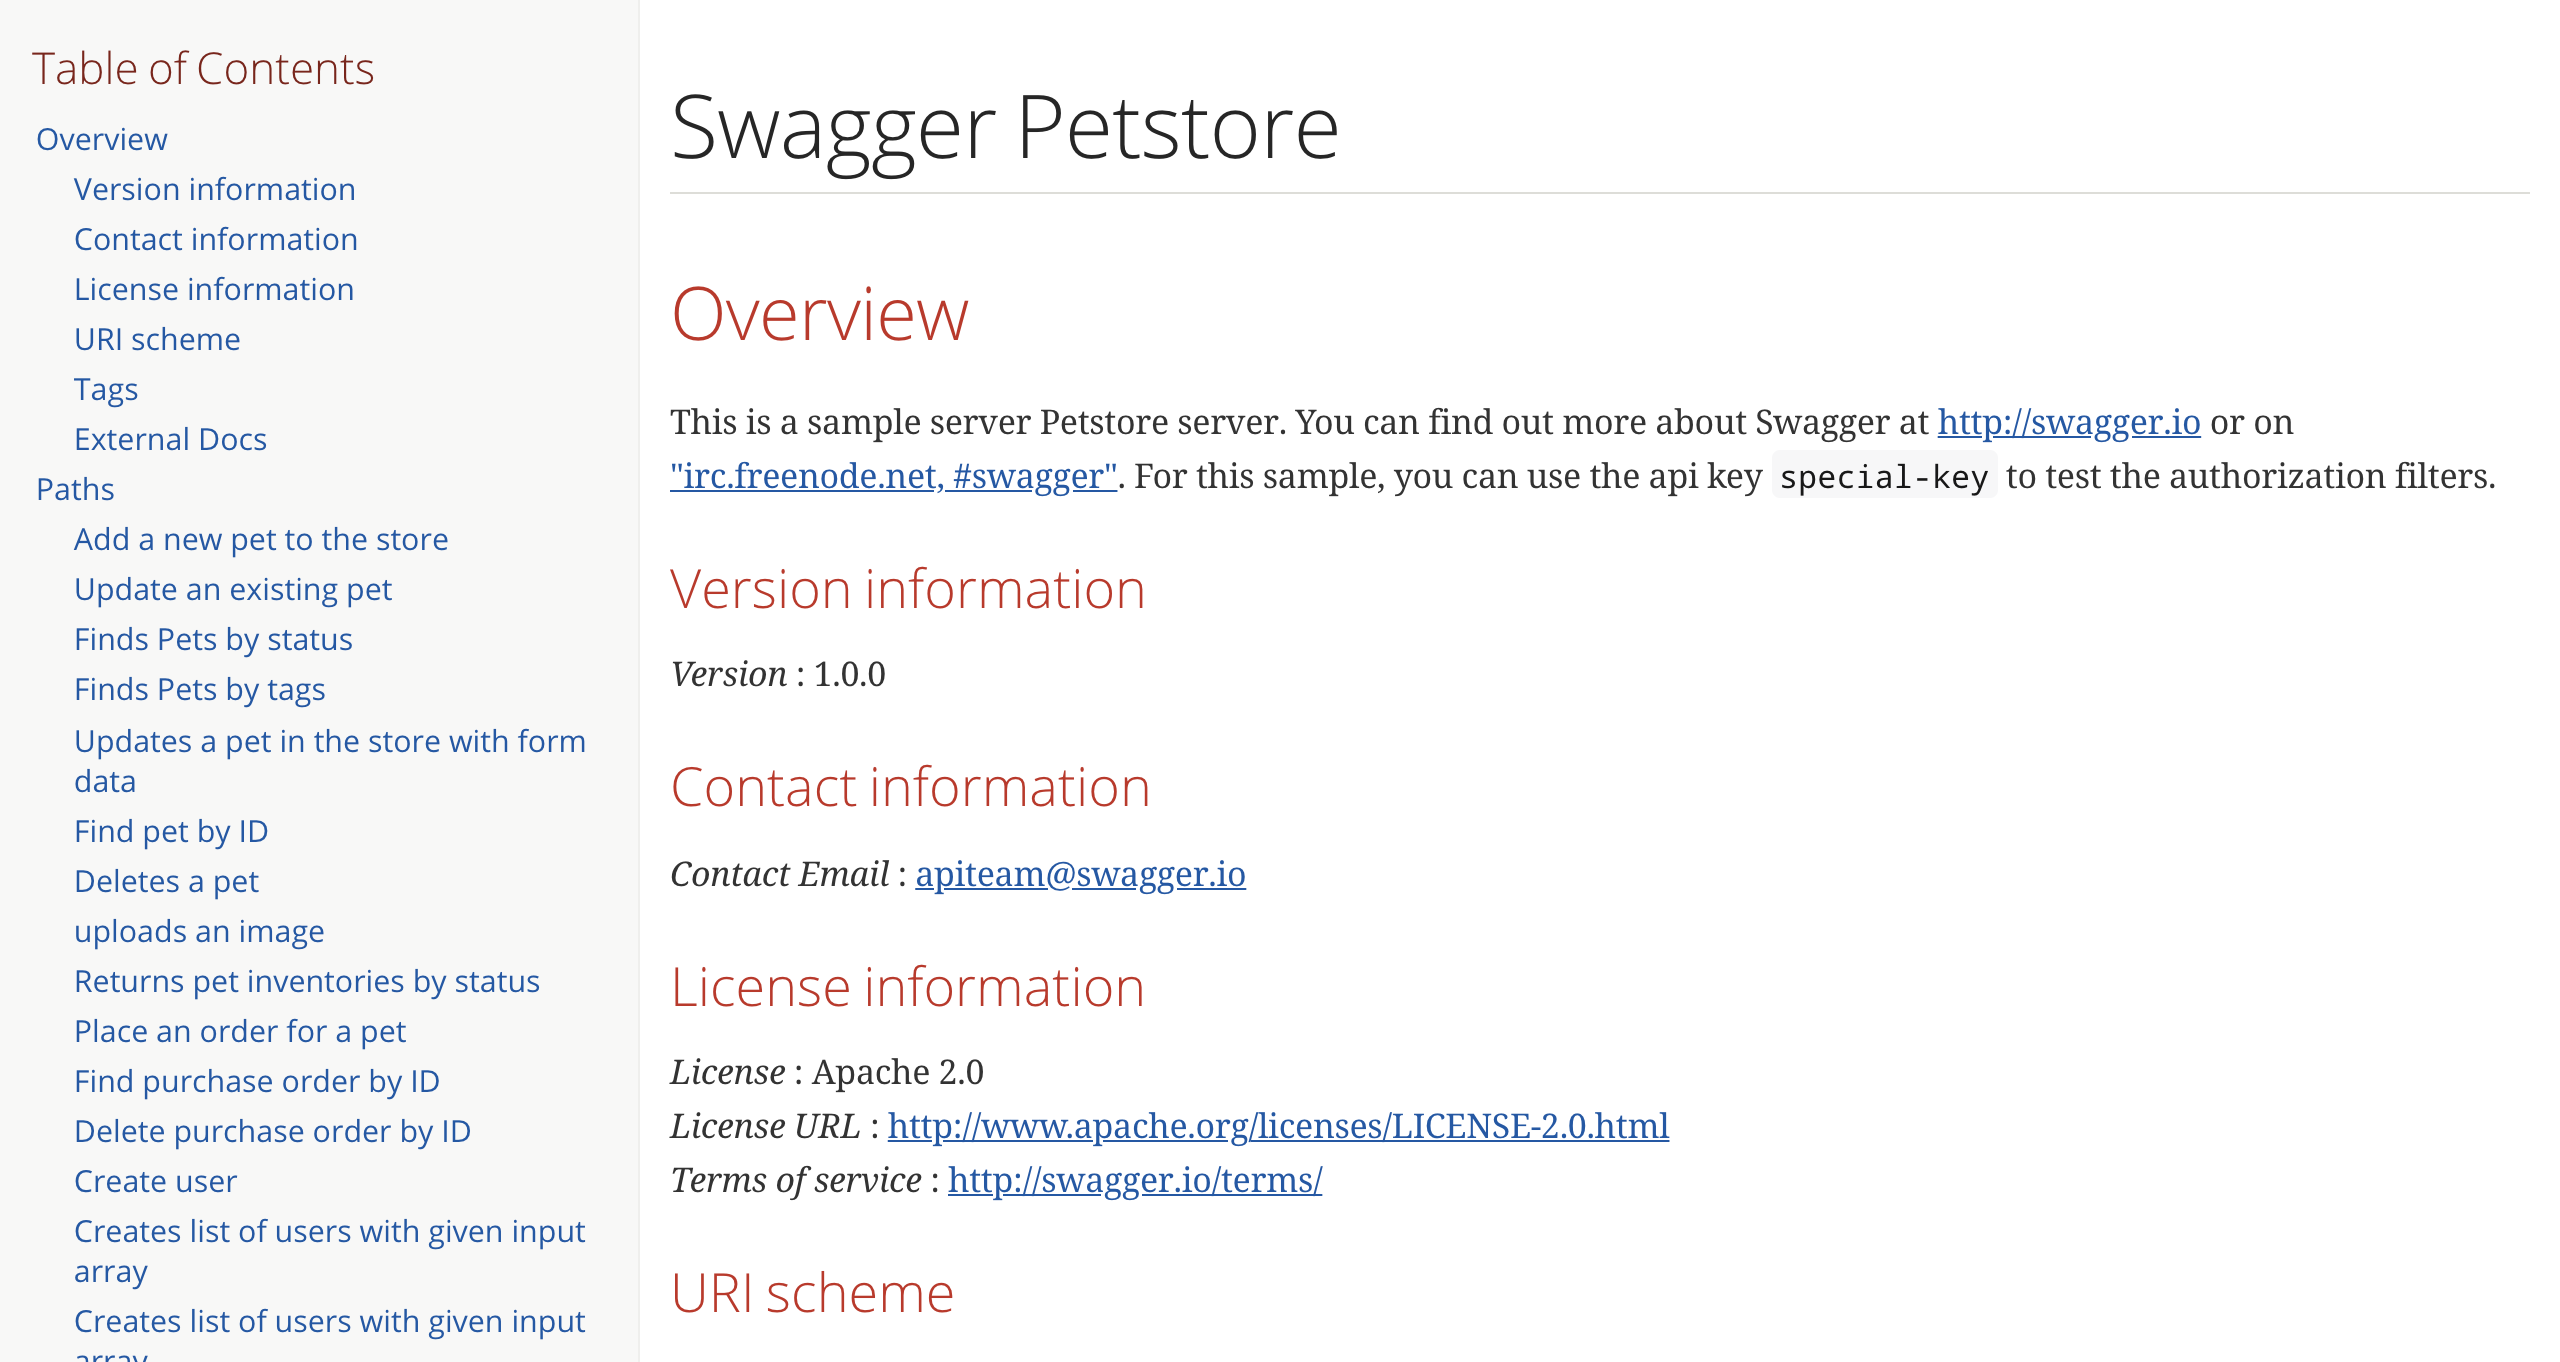 Table of Contents
Overview
Version information
Contact information
License information
URI scheme
Tags
External Docs
Paths
Add a new pet to the store
Update an existing pet
Finds Pets by status
Finds Pets by tags
Updates a pet in the store with form
data
Find pet by ID
Deletes a pet
uploads an image
Returns pet inventories by status
Place an order for a pet
Find purchase order by ID
Delete purchase order by ID
Create user
Creates list of users with given input
array
Creates list of users with given input
array
Swagger Petstore
Overview
This is a sample server Petstore server. You can find out more about Swagger at http://swagger.io or on
"irc.freenode.net, #swagger". For this sample, you can use the api key special-key to test the authorization filters.
Version information
Version : 1.0.0
Contact information
Contact Email : apiteam@swagger.io
License information
License : Apache 2.0
License URL : http://www.apache.org/licenses/LICENSE-2.0.html
Terms of service : http://swagger.io/terms/
URI scheme